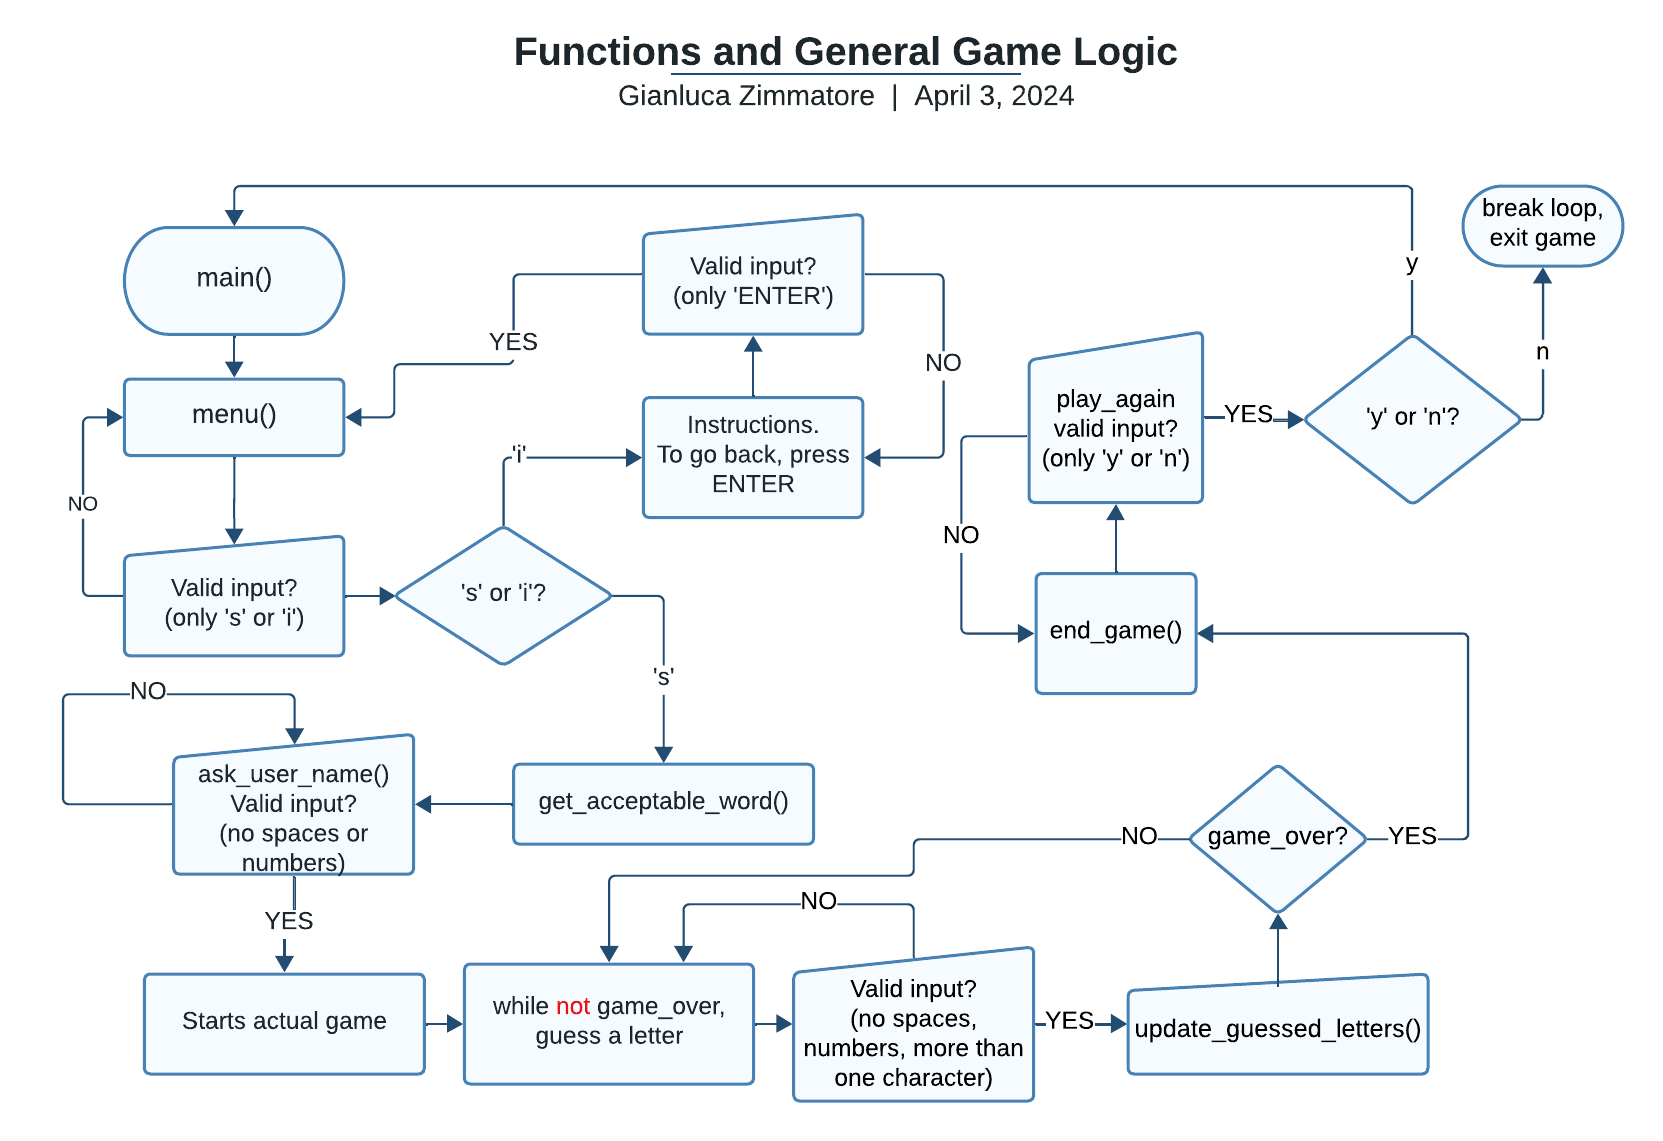 Functions and General Game Logic
Gianluca Zimmatore | April 3, 2024
main()
menu()
NO
Valid input?
(only 's' or 'i')
's' or 'i'?
'i'
's'
Instructions.
To go back, press
ENTER
Valid input?
(only 'ENTER')
YES
NO
get_acceptable_word()
ask_user_name()
Valid input?
(no spaces or
numbers)
NO
YES
Starts actual game
while not game_over,
guess a letter
Valid input?
(no spaces,
numbers, more than
one character)
NO
YES
update_guessed_letters()
game_over?
NO
YES
end_game()
play_again
valid input?
(only 'y' or 'n')
NO
YES
'y' or 'n'?
y
n
break loop,
exit game